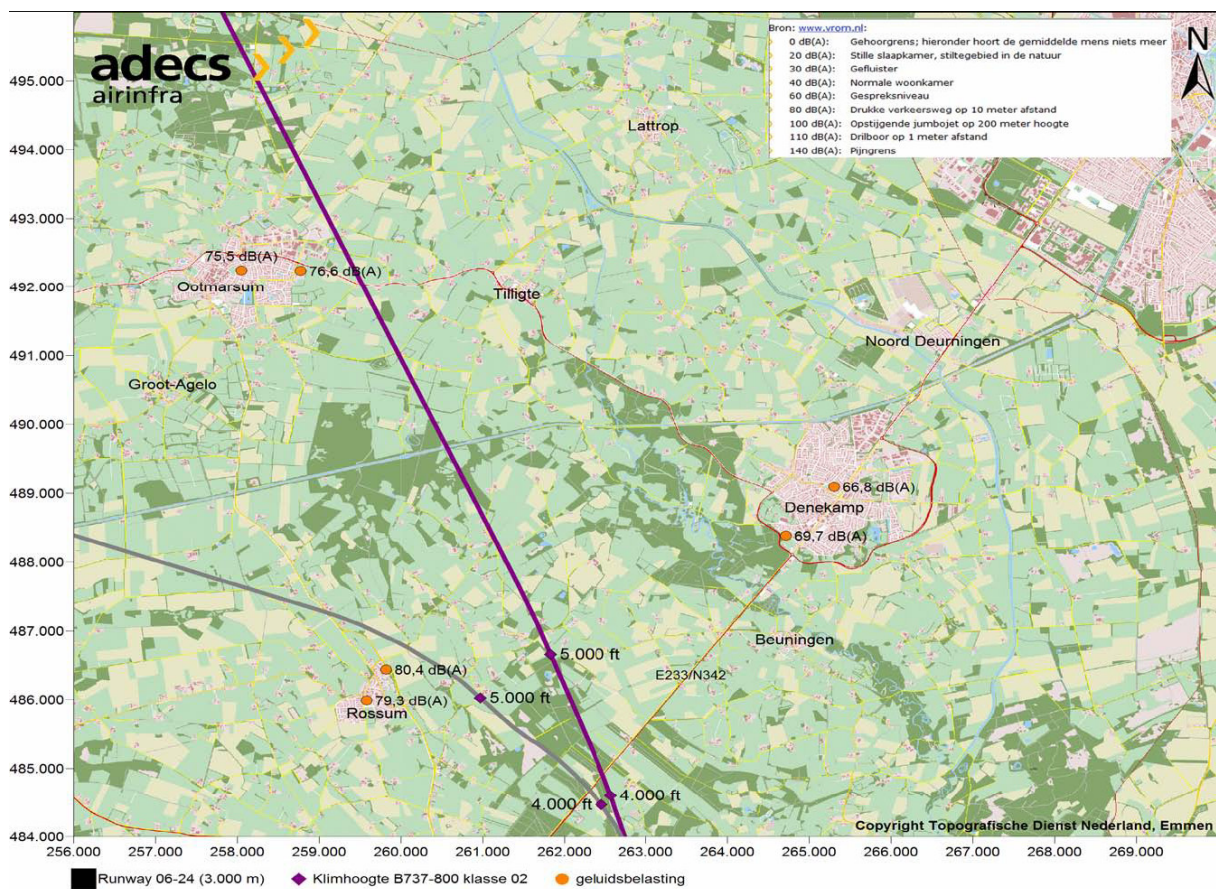 adecs
airinfra
Bron: www.vrom.nl:
0 dB(A): Gehoorgrens; hieronder hoort de gemiddelde mens niets meer
20 dB(A): Stille slaapkamer, stiltegebied in de natuur
30 dB(A): Gefluister
40 dB(A): Normale woonkamer
60 dB(A): Gespreksniveau
80 dB(A): Drukke verkeersweg op 10 meter afstand
100 dB(A): Opstijgende jumbojet op 200 meter hoogte
110 dB(A): Drilboor op 1 meter afstand
140 dB(A): Pijngrens
N
495.000
494.000
493.000
492.000
491.000
490.000
489.000
488.000
487.000
486.000
485.000
484.000
Lattrop
75,5 dB(A)
76,6 dB(A)
Ootmarsum
Tilligte
Noord Deurningen
Groot-Agelo
66,8 dB(A)
Denekamp
69,7 dB(A)
Beuningen
5.000 ft
E233/N342
80,4 dB(A)
5.000 ft
79,3 dB(A)
Rossum
4.000 ft
4.000 ft
Copyright Topografische Dienst Nederland, Emmen
256.000 257.000 258.000 259.000 260.000 261.000 262.000 263.000 264.000 265.000 266.000 267.000 268.000 269.000
Runway 06-24 (3.000 m) Klimhoogte B737-800 klasse 02 geluidsbelasting